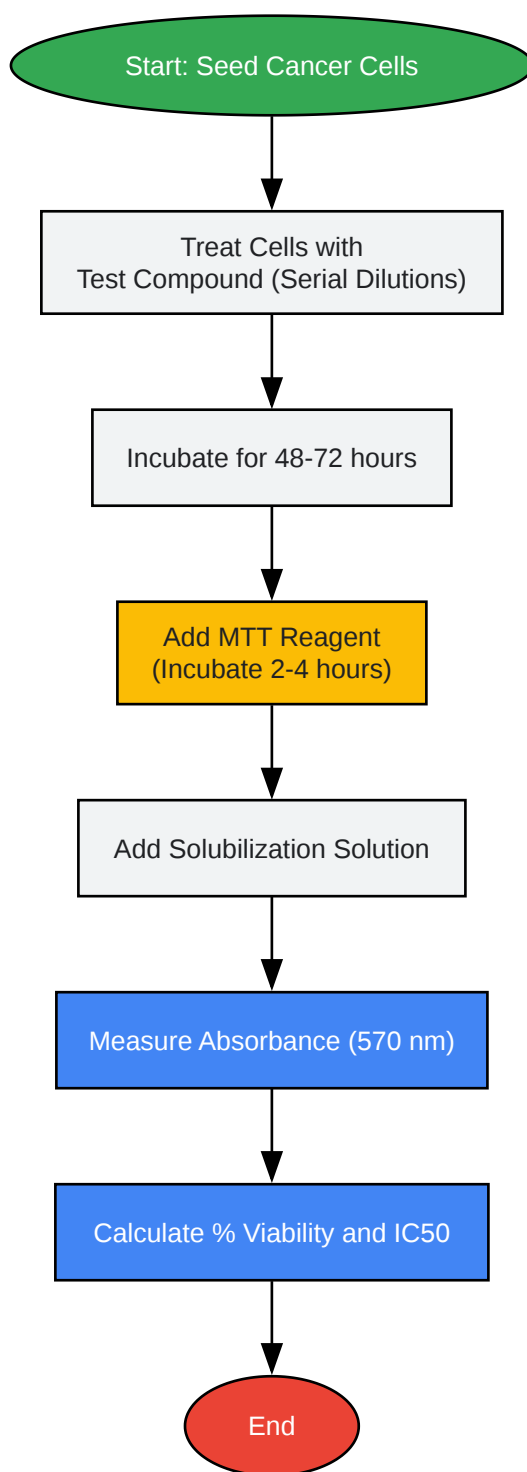 Start: Seed Cancer Cells
Treat Cells with
Test Compound (Serial Dilutions)
Incubate for 48-72 hours
Add MTT Reagent
(Incubate 2-4 hours)
Add Solubilization Solution
Measure Absorbance (570 nm)
Calculate % Viability and IC50
End